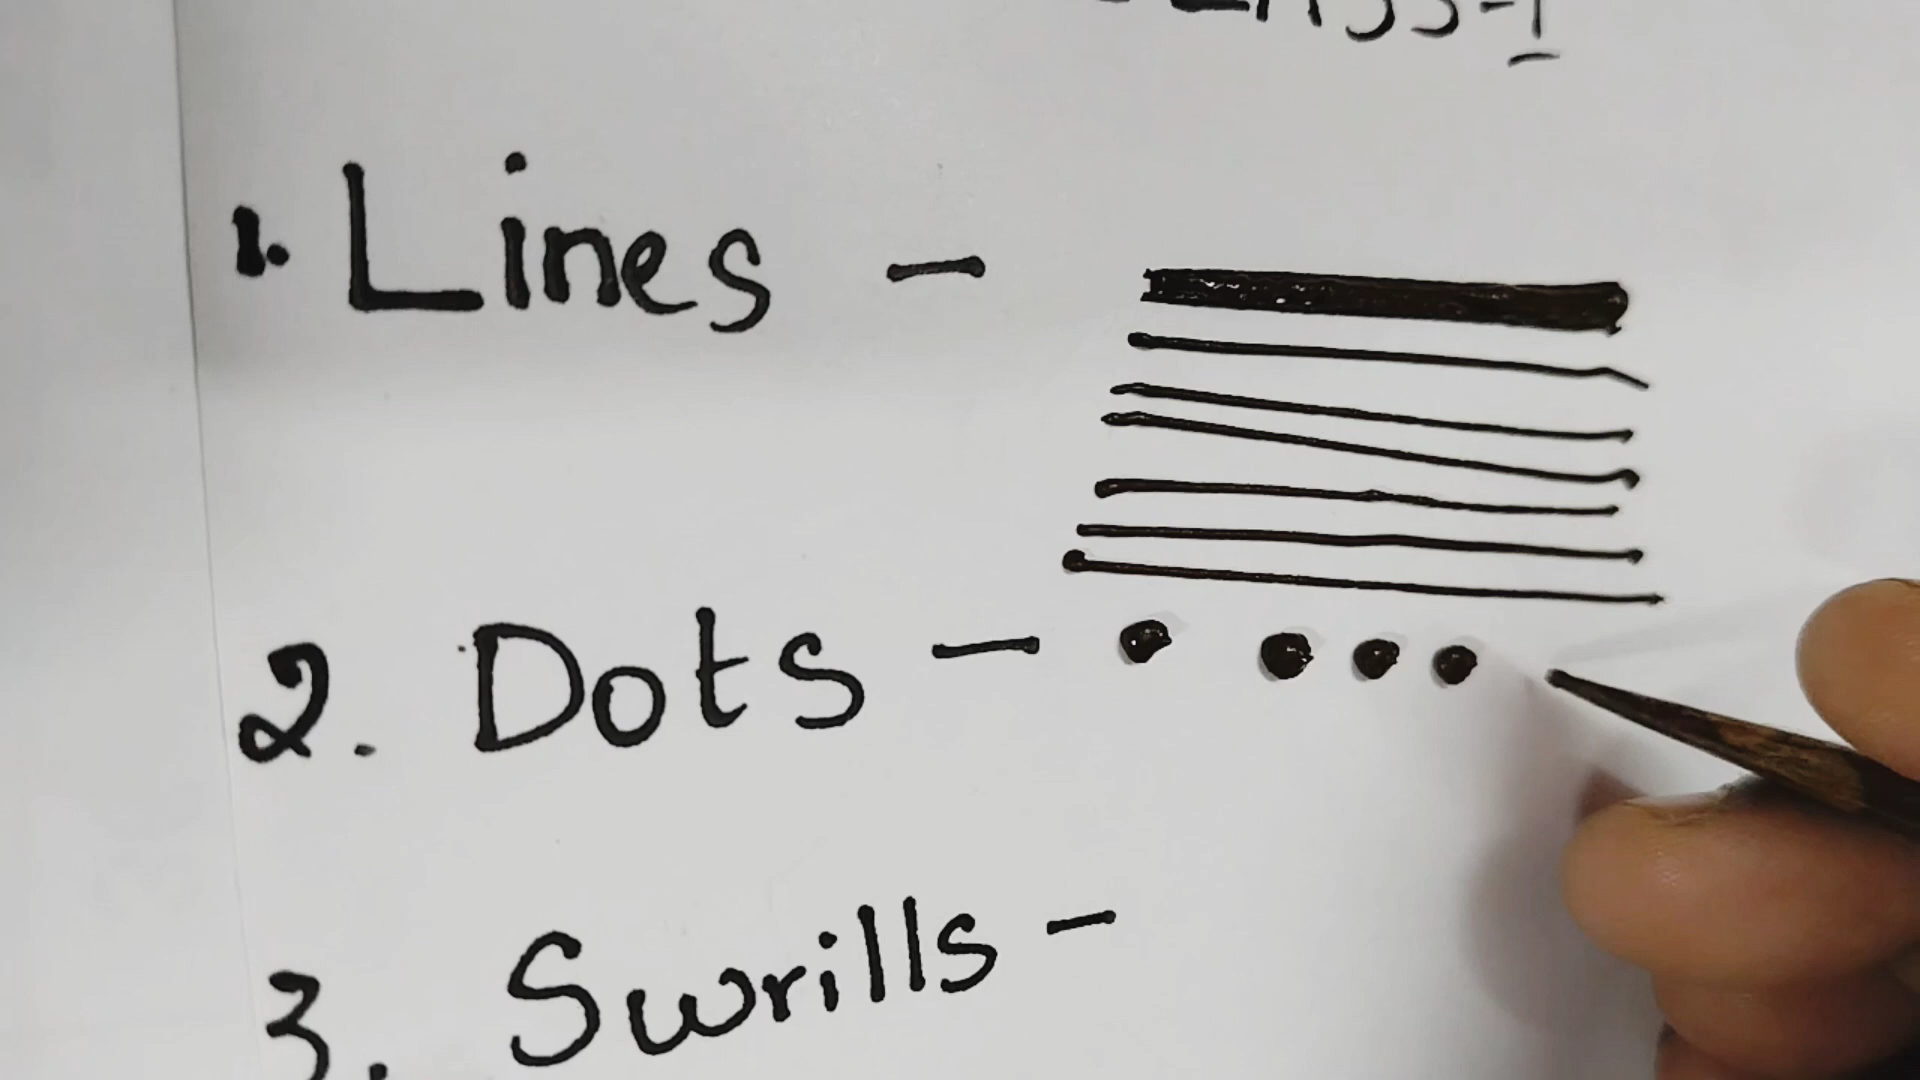 1. Lines -
2. Dots -
3. Swrills -